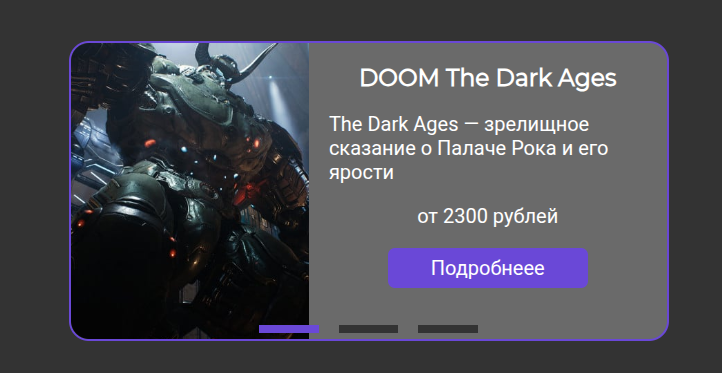 DOOM The Dark Ages
The Dark Ages — зрелищное
сказание о Палаче Рока и его
ярости
от 2300 рублей
Подробнеее